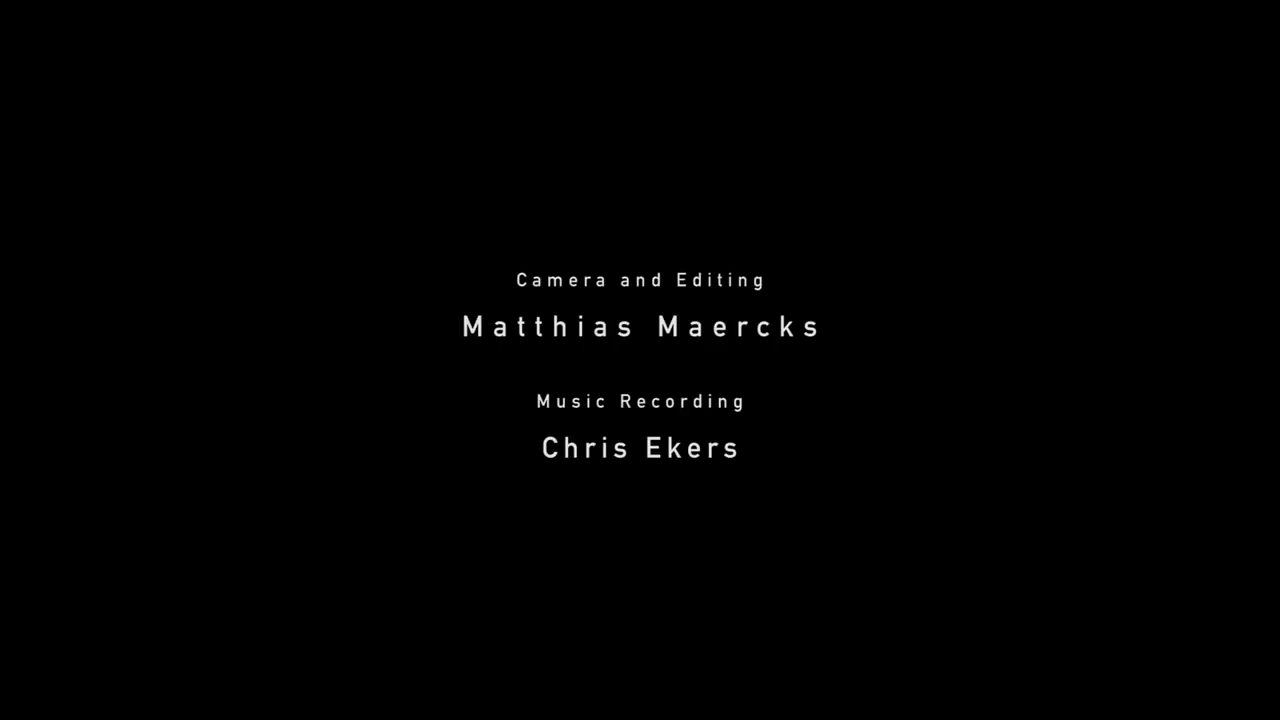 Camera and Editing
Matthias Maercks
Music Recording
Chris Ekers